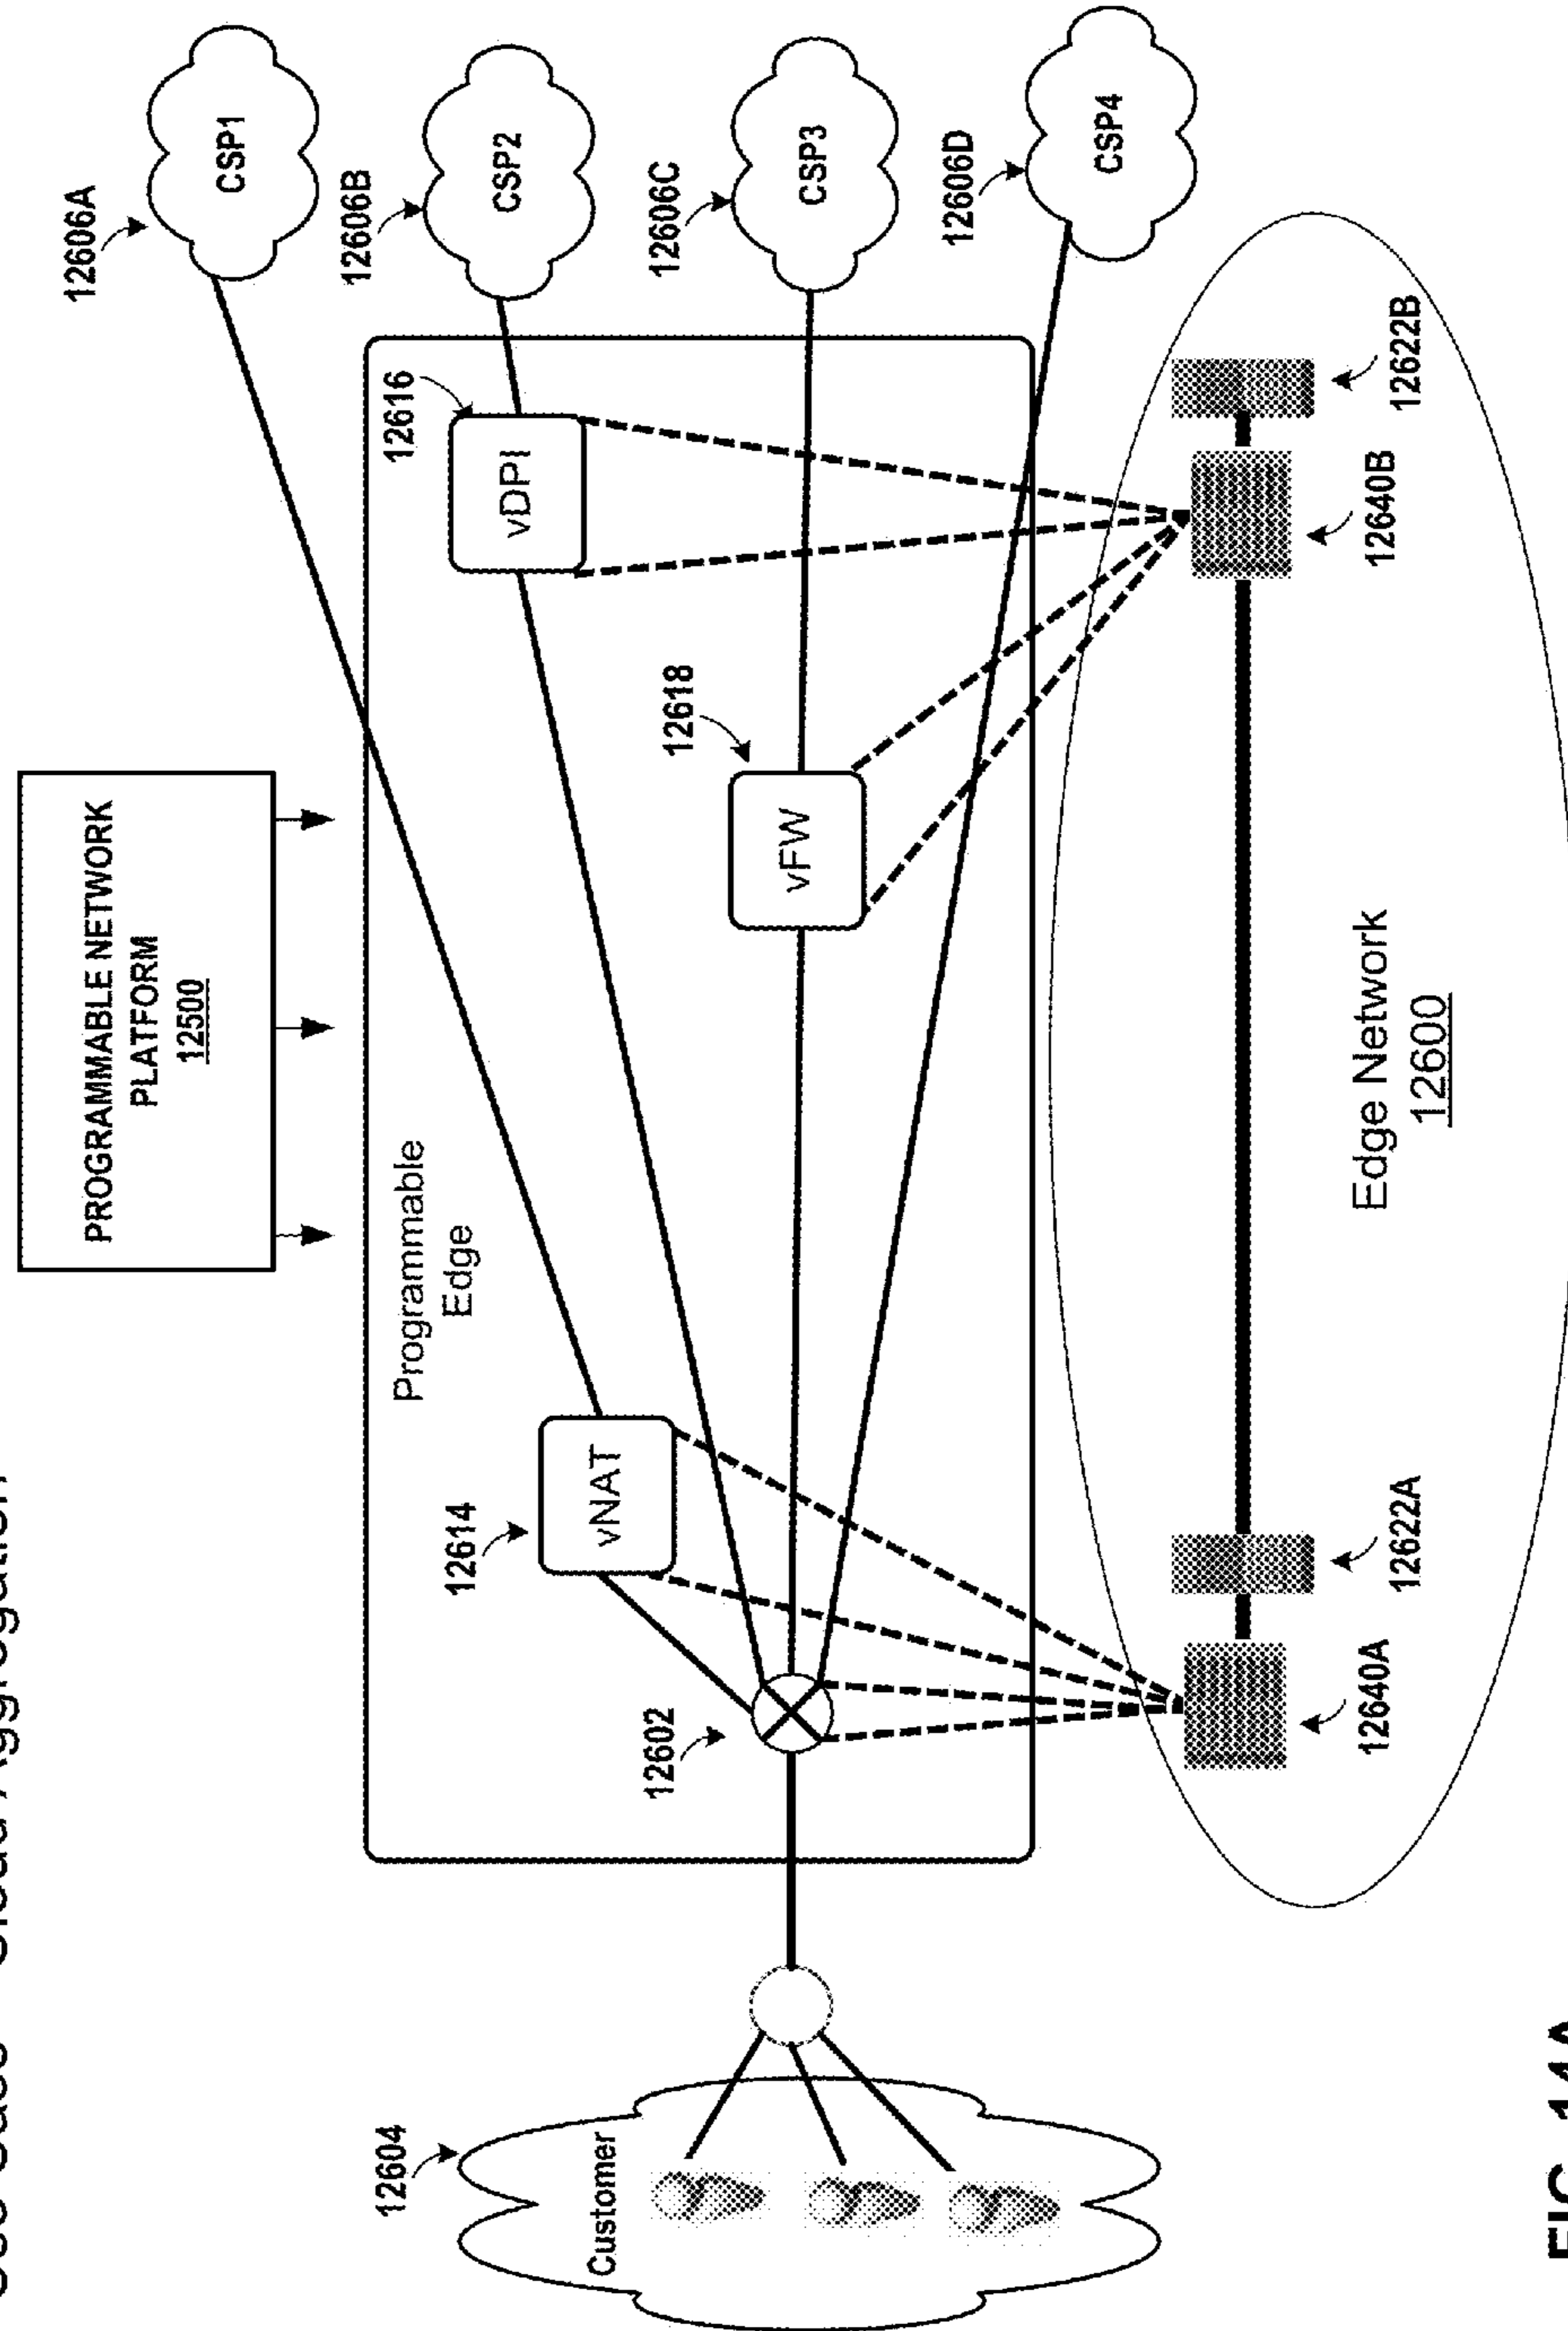 Use Case - Cloud Aggregation
PROGRAMMABLE NETWORK
PLATFORM
12500
12606A
CSP1
12606B
CSP2
12606C
CSP3
12606D
CSP4
Programmable
Edge
12614
vNAT
12616
vDPI
12618
vFW
12602
12604
Customer
12640A
12622A
12640B
12622B
Edge Network
12600
FIG. 14A